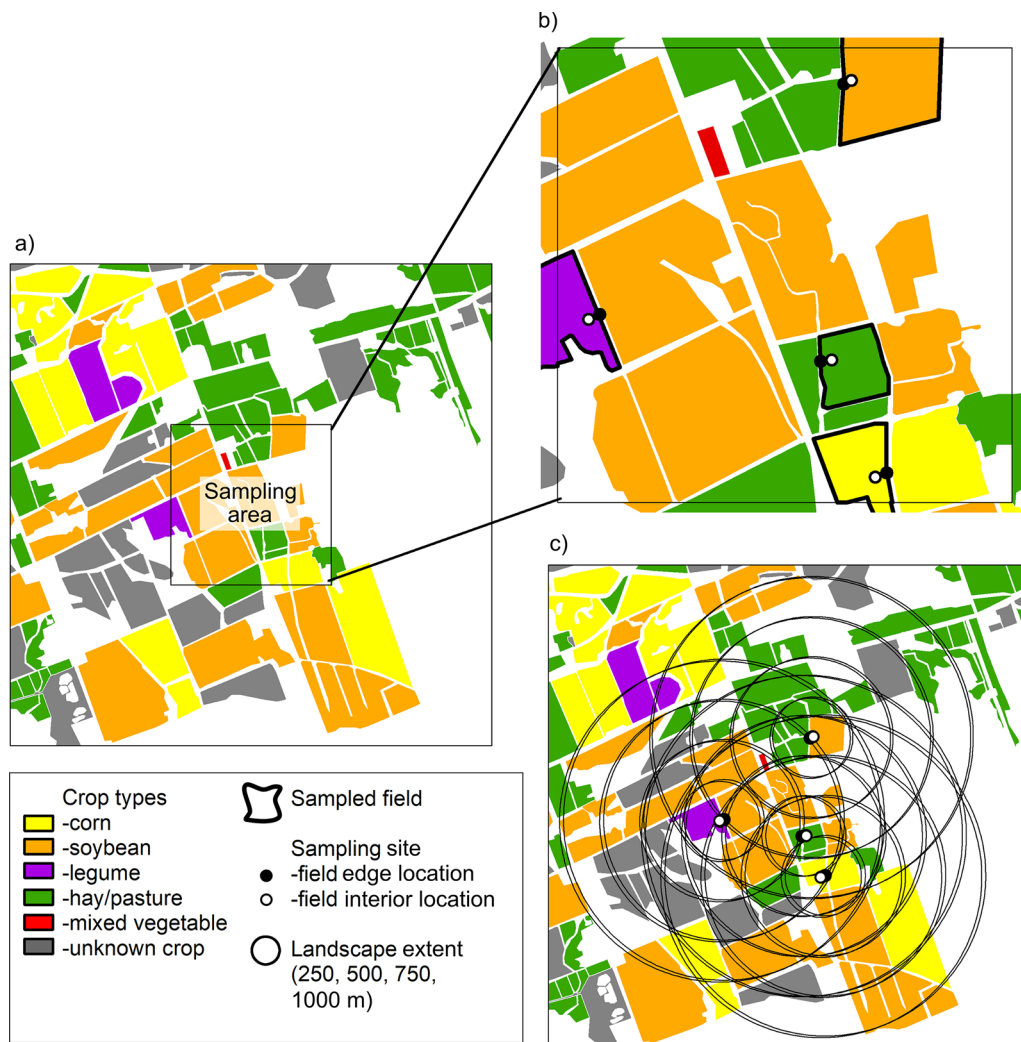 b)
a)
Sampling
area
c)
Crop types
-corn
-soybean
-legume
-hay/pasture
-mixed vegetable
-unknown crop
Sampled field
Sampling site
-field edge location
-field interior location
Landscape extent
(250, 500, 750,
1000 m)